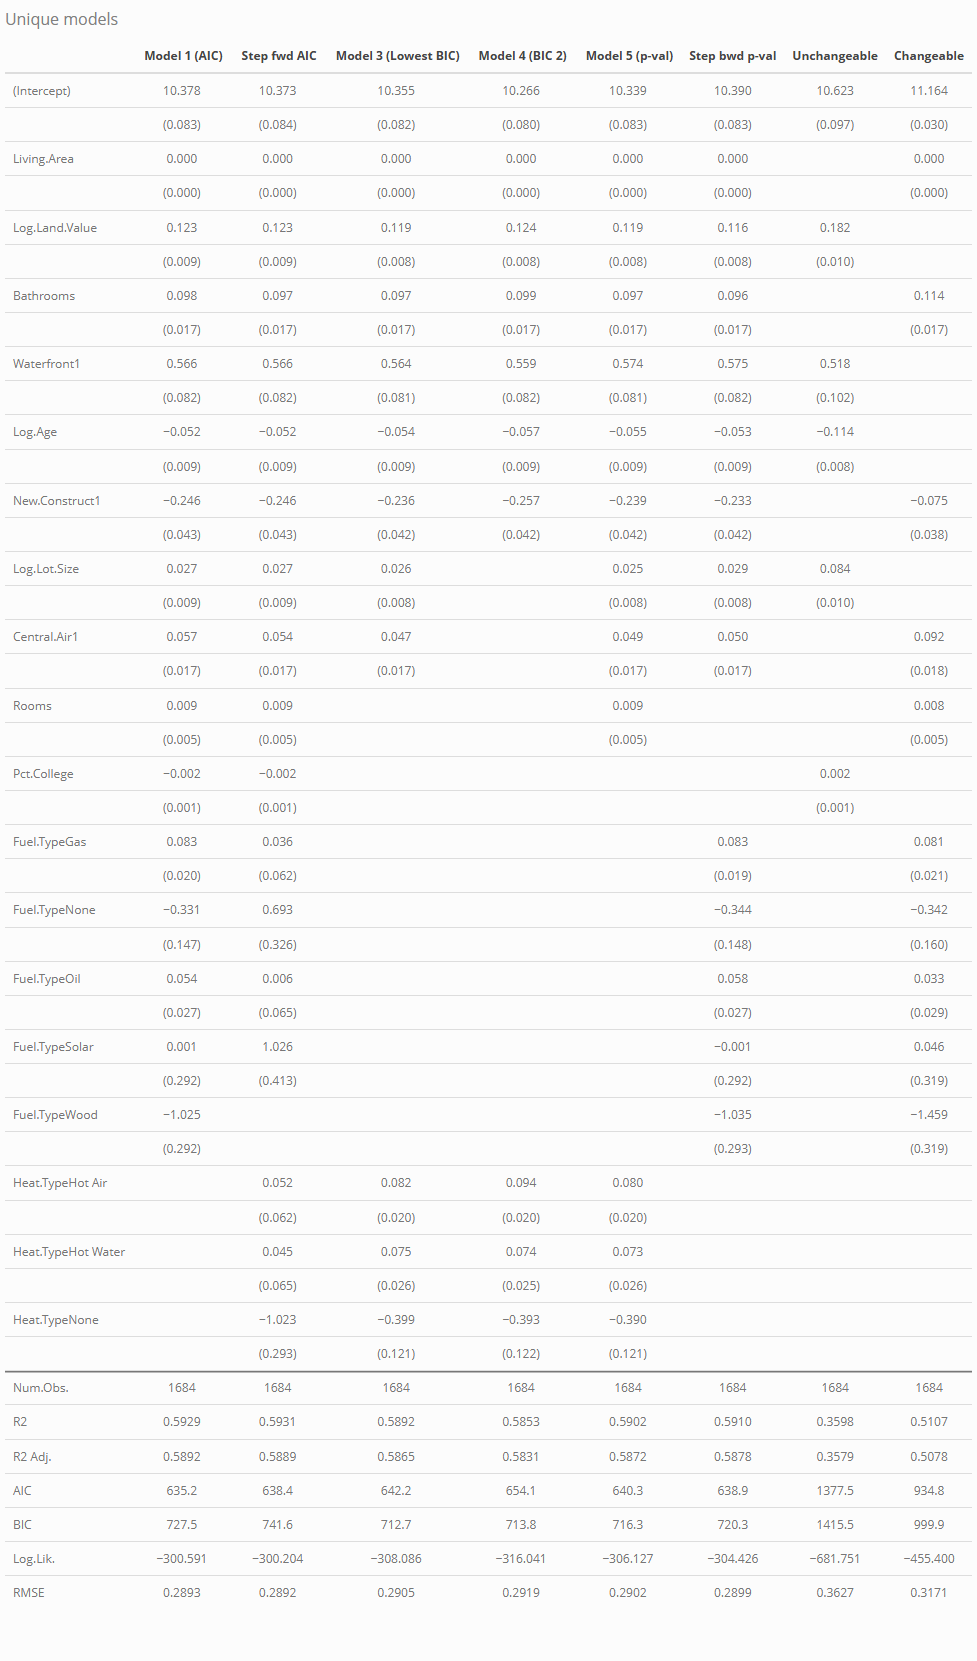 Unique models
Model 1 (AIC) Step fwd AIC Model 3 (Lowest BIC) Model 4 (BIC 2) Model 5 (p-val) Step bwd p-val Unchangeable Changeable
(Intercept) 10.378 10.373 10.355 10.266 10.339 10.390 10.623 11.164
(0.083) (0.084) (0.082) (0.080) (0.083) (0.083) (0.097) (0.030)
Living.Area 0.000 0.000 0.000 0.000 0.000 0.000 0.000
(0.000) (0.000) (0.000) (0.000) (0.000) (0.000) (0.000)
Log.Land.Value 0.123 0.123 0.119 0.124 0.119 0.116 0.182
(0.009) (0.009) (0.008) (0.008) (0.008) (0.008) (0.010)
Bathrooms 0.098 0.097 0.097 0.099 0.097 0.096 0.114
(0.017) (0.017) (0.017) (0.017) (0.017) (0.017) (0.017)
Waterfront1 0.566 0.566 0.564 0.559 0.574 0.575 0.518
(0.082) (0.082) (0.081) (0.082) (0.081) (0.082) (0.102)
Log.Age −0.052 −0.052 −0.054 −0.057 −0.055 −0.053 −0.114
(0.009) (0.009) (0.009) (0.009) (0.009) (0.009) (0.008)
New.Construct1 −0.246 −0.246 −0.236 −0.257 −0.239 −0.233 −0.075
(0.043) (0.043) (0.042) (0.042) (0.042) (0.042) (0.038)
Log.Lot.Size 0.027 0.027 0.026 0.025 0.029 0.084
(0.009) (0.009) (0.008) (0.008) (0.008) (0.010)
Central.Air1 0.057 0.054 0.047 0.049 0.050 0.092
(0.017) (0.017) (0.017) (0.017) (0.017) (0.018)
Rooms 0.009 0.009 0.009 0.008
(0.005) (0.005) (0.005) (0.005)
Pct.College −0.002 −0.002 0.002
(0.001) (0.001) (0.001)
Fuel.TypeGas 0.083 0.036 0.083 0.081
(0.020) (0.062) (0.019) (0.021)
Fuel.TypeNone −0.331 0.693 −0.344 −0.342
(0.147) (0.326) (0.148) (0.160)
Fuel.TypeOil 0.054 0.006 0.058 0.033
(0.027) (0.065) (0.027) (0.029)
Fuel.TypeSolar 0.001 1.026 −0.001 0.046
(0.292) (0.413) (0.292) (0.319)
Fuel.TypeWood −1.025 −1.035 −1.459
(0.292) (0.293) (0.319)
Heat.TypeHot Air 0.052 0.082 0.094 0.080
(0.062) (0.020) (0.020) (0.020)
Heat.TypeHot Water 0.045 0.075 0.074 0.073
(0.065) (0.026) (0.025) (0.026)
Heat.TypeNone −1.023 −0.399 −0.393 −0.390
(0.293) (0.121) (0.122) (0.121)
Num.Obs. 1684 1684 1684 1684 1684 1684 1684 1684
R2 0.5929 0.5931 0.5892 0.5853 0.5902 0.5910 0.3598 0.5107
R2 Adj. 0.5892 0.5889 0.5865 0.5831 0.5872 0.5878 0.3579 0.5078
AIC 635.2 638.4 642.2 654.1 640.3 638.9 1377.5 934.8
BIC 727.5 741.6 712.7 713.8 716.3 720.3 1415.5 999.9
Log.Lik. −300.591 −300.204 −308.086 −316.041 −306.127 −304.426 −681.751 −455.400
RMSE 0.2893 0.2892 0.2905 0.2919 0.2902 0.2899 0.3627 0.3171